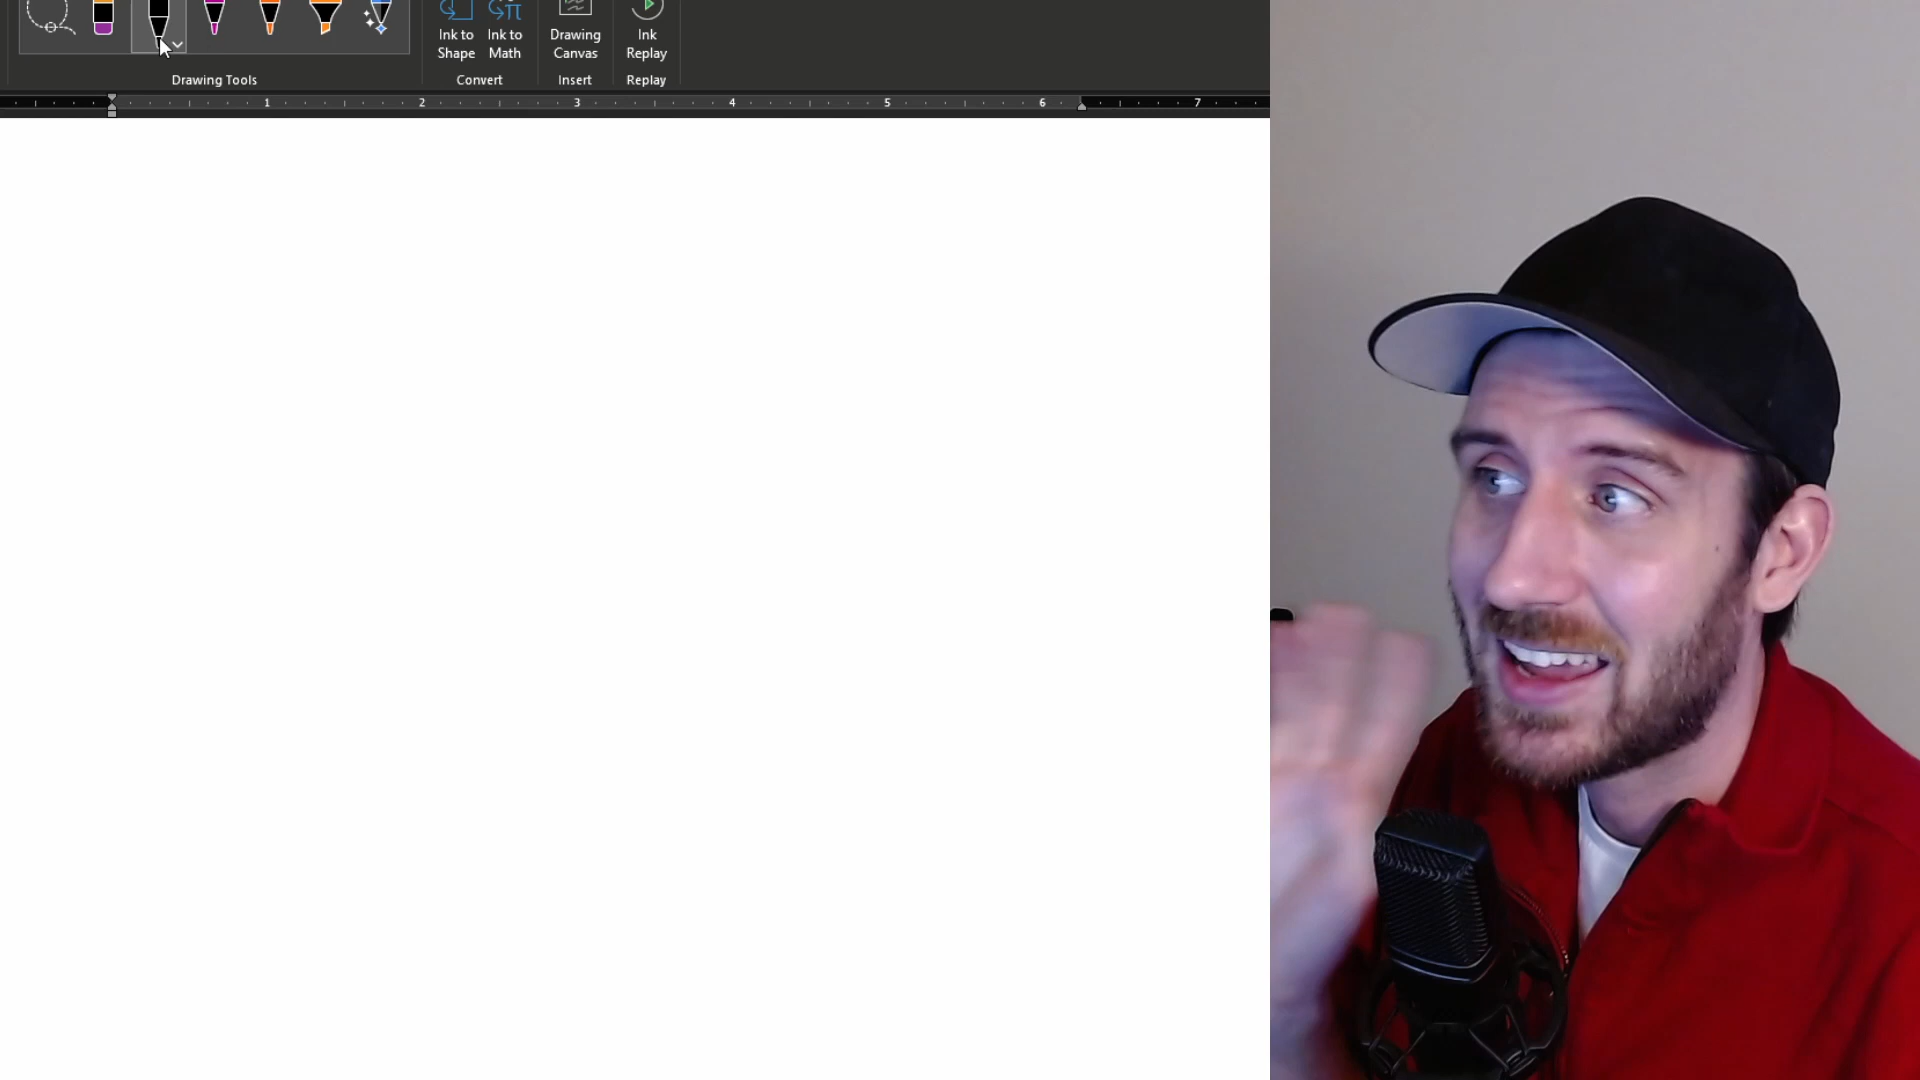 Ink to Shape
Ink to Math
Drawing Canvas
Ink Replay
Drawing Tools
Convert
Insert
Replay
1 2 3 4 5 6 7